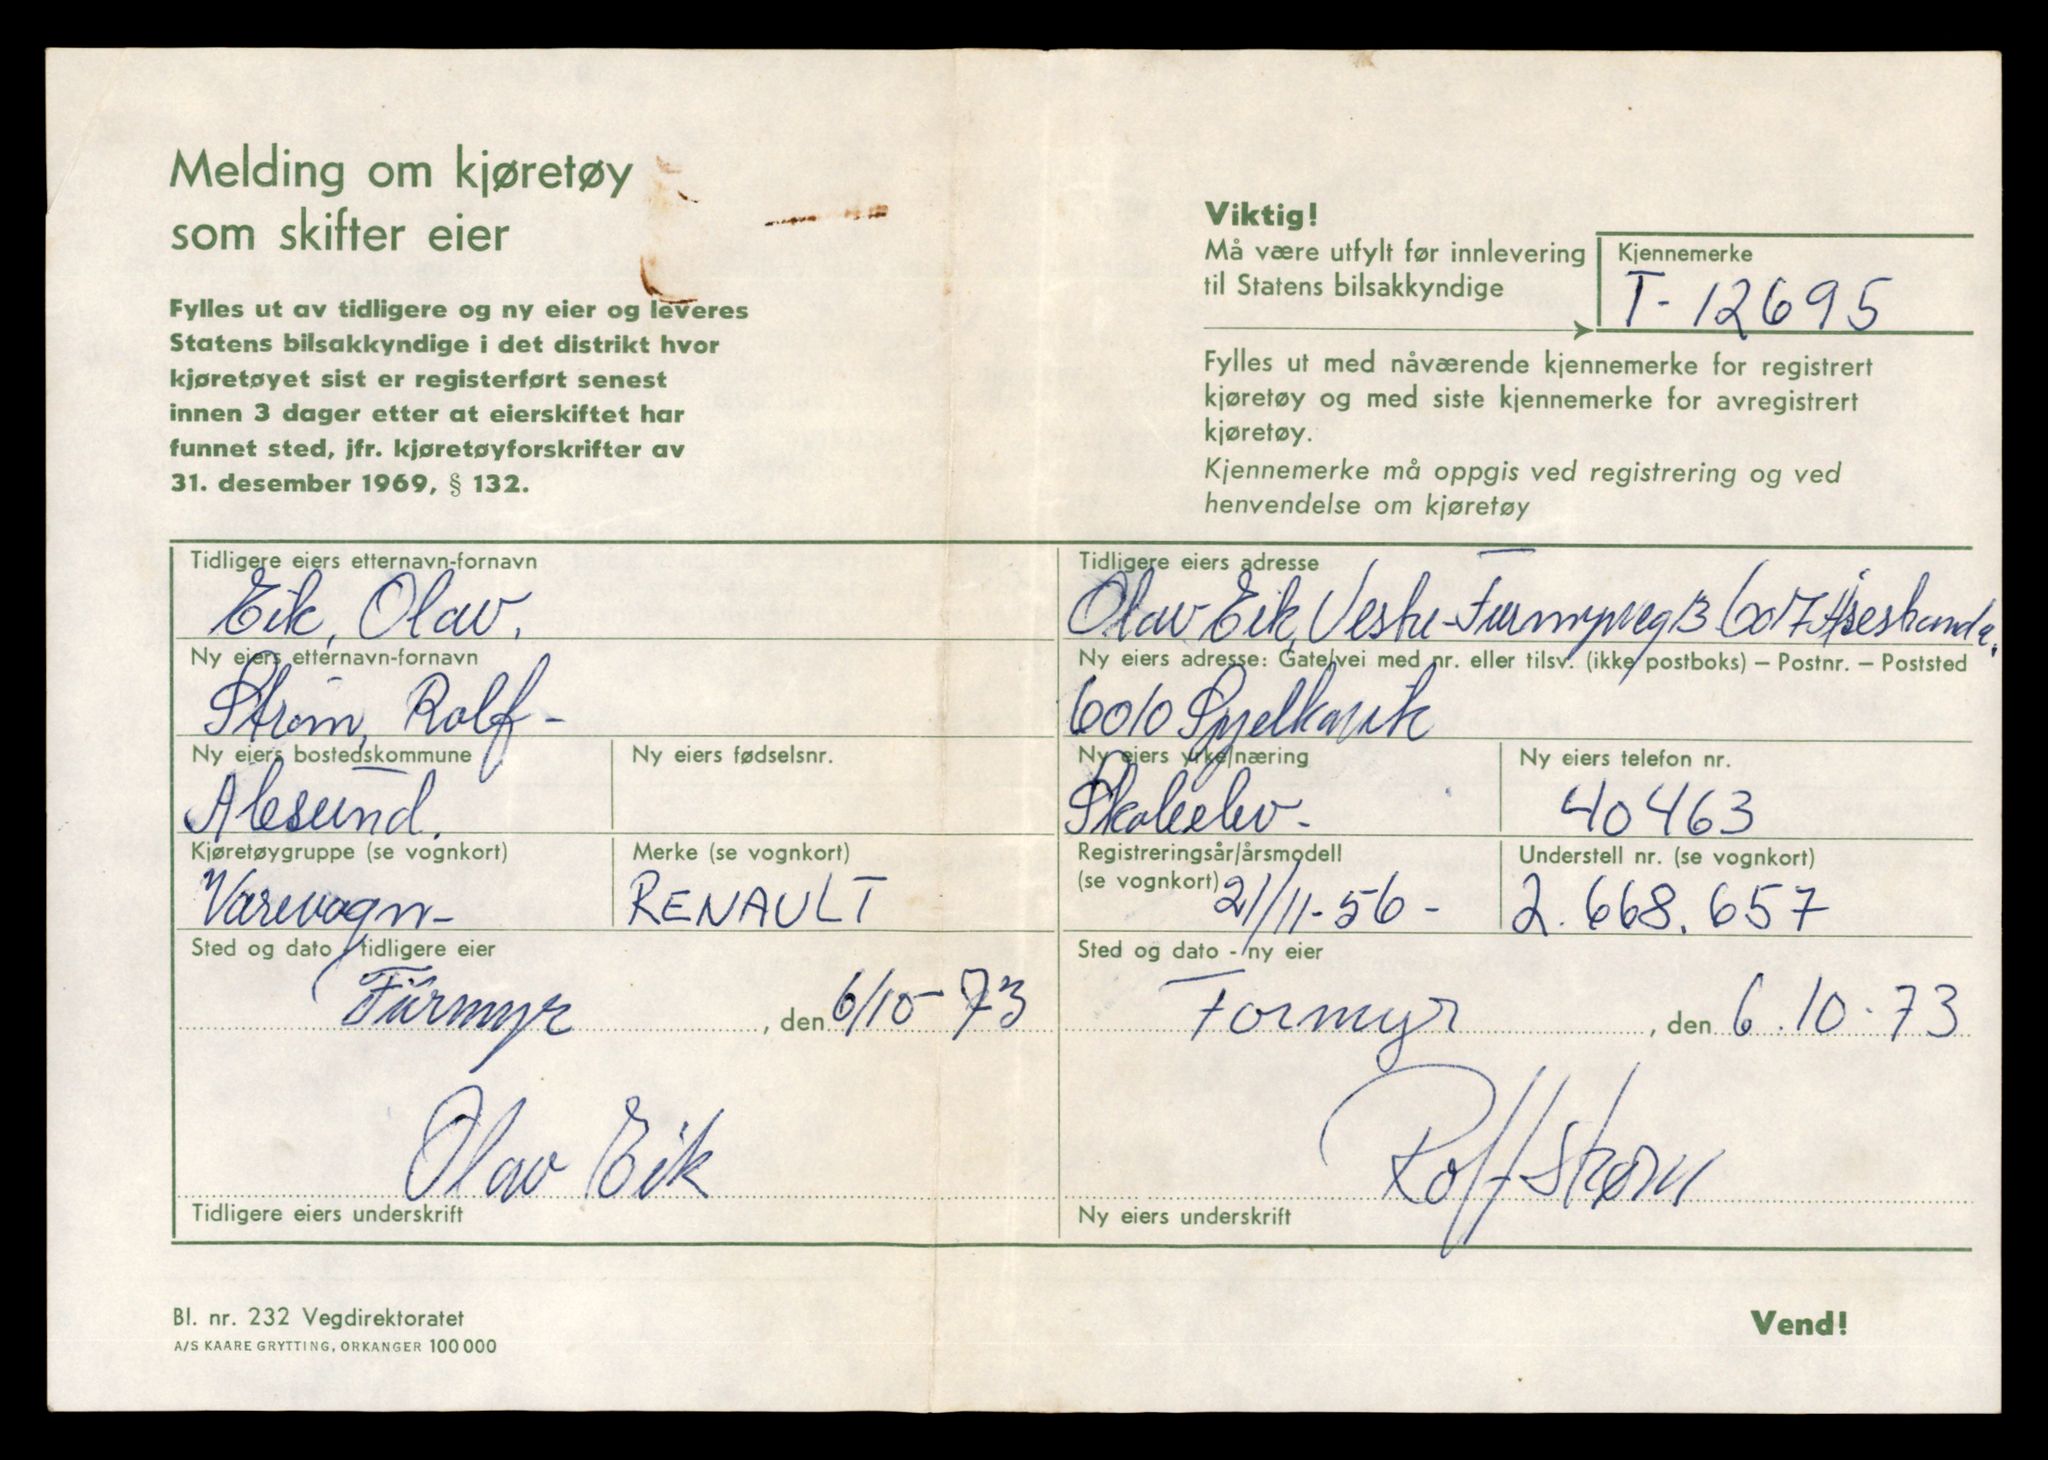 Melding om kjøretøy
som skifter eier
Fylles ut av tidligere og ny eier og leveres
Statens bilsakkyndige i det distrikt hvor
kjøretøyet sist er registerført senest
innen 3 dager etter at eierskiftet har
funnet sted, jfr. kjøretøyforskrifter av
31. desember 1969, § 132.
Viktig!
Må være utfylt før innlevering
til Statens bilsakkyndige
Kjennemerke
T-12695
Fylles ut med nåværende kjennemerke for registrert
kjøretøy og med siste kjennemerke for avregistrert
kjøretøy.
Kjennemerke må oppgis ved registrering og ved
henvendelse om kjøretøy
Tidligere eiers etternavn-fornavn
Eik, Olav.
Tidligere eiers adresse
Olav Eik, 6017 Åsestranda.
Ny eiers etternavn-fornavn
Strøm, Rolf-
Ny eiers adresse: Gate/vei med nr. eller tilsv. (ikke postboks) – Postnr. – Poststed
6010 Spjelkavik
Ny eiers bostedskommune
Ålesund.
Ny eiers fødselsnr.
Ny eiers yrke/næring
Skoleelev-
Ny eiers telefon nr.
40463
Kjøretøygruppe (se vognkort)
Varevogn-
Merke (se vognkort)
RENAULT
Registreringsår/årsmodell
(se vognkort) 21/11-56-
Understell nr. (se vognkort)
2.668.657
Sted og dato - tidligere eier
Furmyr, den 6/10-73
Sted og dato - ny eier
Formyr, den 6.10.73
Olav Eik
Tidligere eiers underskrift
Rolf Strøm
Ny eiers underskrift
Bl. nr. 232 Vegdirektoratet
A/S KAARE GRYTTING, ORKANGER 100 000
Vend!